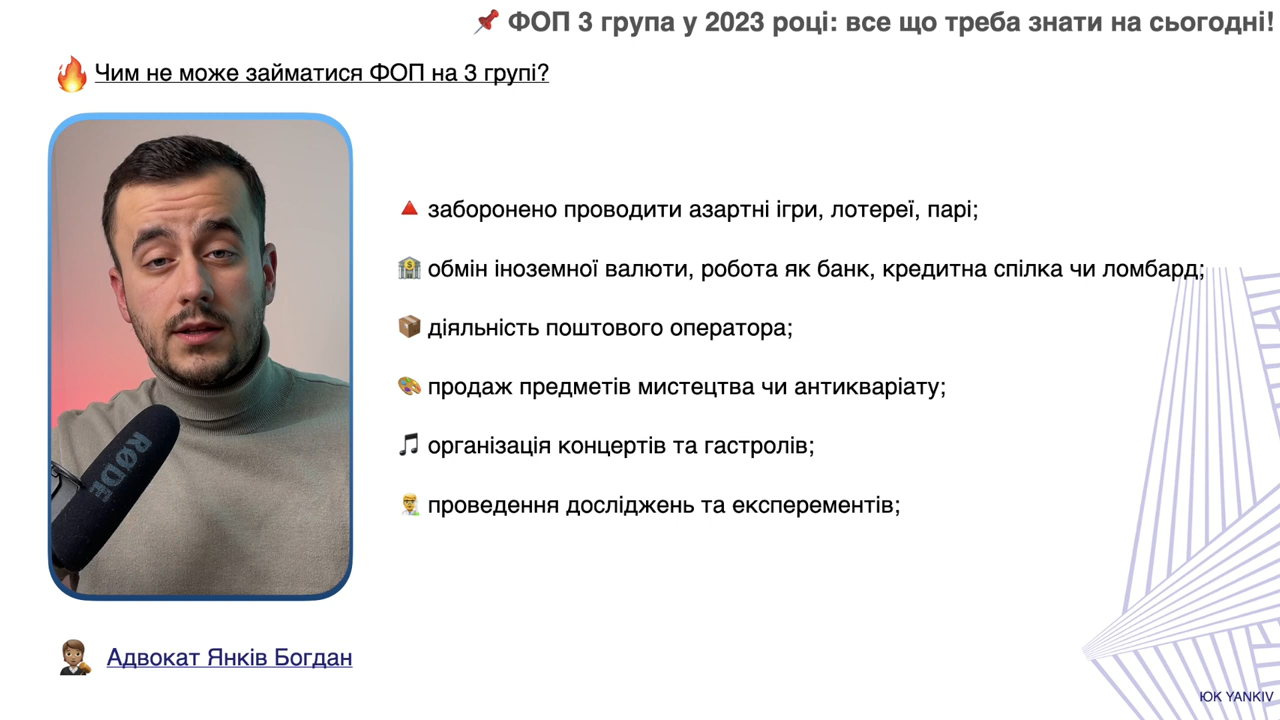 📌 ФОП 3 група у 2023 році: все що треба знати на сьогодні!
🔥 Чим не може займатися ФОП на 3 групі?
🔺 заборонено проводити азартні ігри, лотереї, парі;
🏦 обмін іноземної валюти, робота як банк, кредитна спілка чи ломбард;
📦 діяльність поштового оператора;
🎨 продаж предметів мистецтва чи антикваріату;
🎵 організація концертів та гастролів;
👨‍🔬 проведення досліджень та експерементів;
RØDE
Адвокат Янків Богдан
ЮК YANKIV